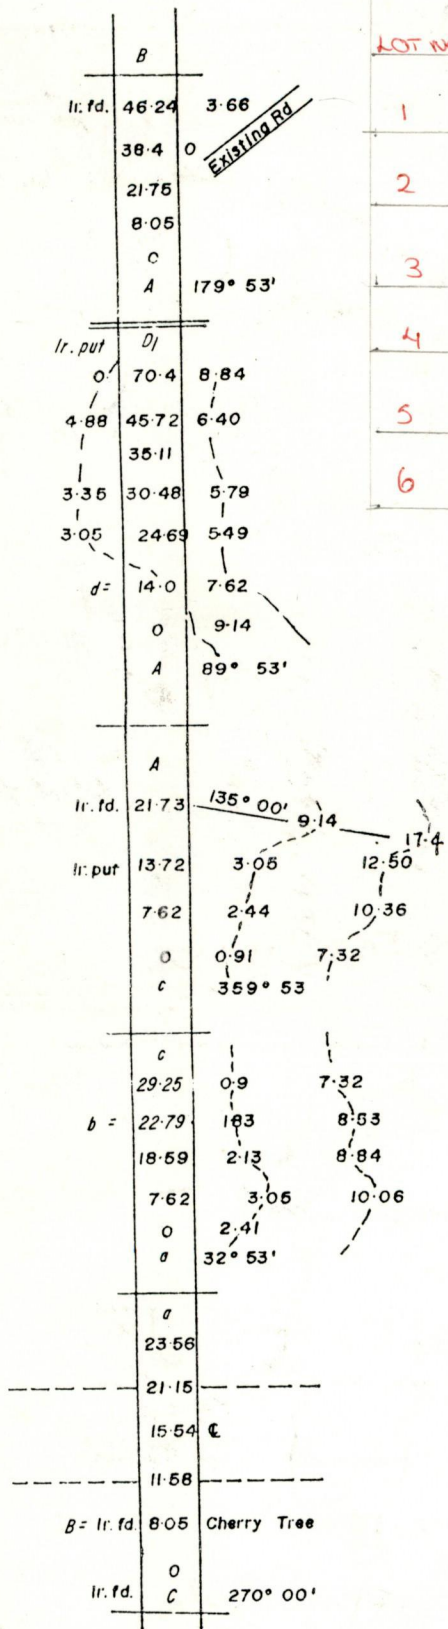 B
LOT N
Ir. fd. 46·24 3·66
Existing Rd
1
38·4 0
21·75
2
8·05
0
A 179° 53'
3
Ir. put D1
4
0 70·4 8·84
4·88 45·72 6·40
5
35·11
3·35 30·48 5·79
6
3·05 24·69 5·49
d= 14·0 7·62
0 9·14
A 89° 53'
A
Ir. fd. 21·73 135° 00' 9·14 17·4
Ir. put 13·72 3·05 12·50
7·62 2·44 10·36
0 0·91 7·32
c 359° 53
c
29·25 0·9 7·32
b = 22·79 1·83 8·53
18·59 2·13 8·84
7·62 3·05 10·06
0 2·41
a 32° 53'
a
23·56
21·15
15·54 ℄
11·58
B= Ir. fd. 8·05 Cherry Tree
0
Ir. fd. C 270° 00'